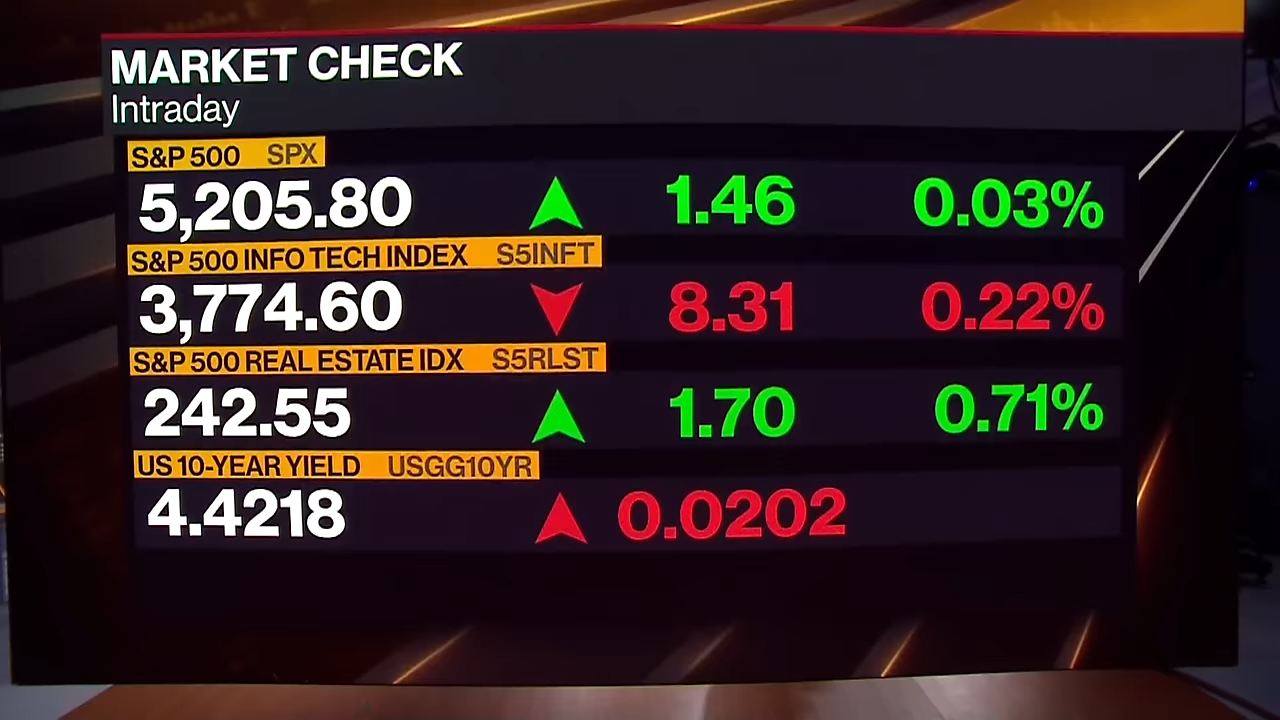 MARKET CHECK
Intraday
S&P 500 SPX
5,205.80 ▲ 1.46 0.03%
S&P 500 INFO TECH INDEX S5INFT
3,774.60 ▼ 8.31 0.22%
S&P 500 REAL ESTATE IDX S5RLST
242.55 ▲ 1.70 0.71%
US 10-YEAR YIELD USGG10YR
4.4218 ▲ 0.0202